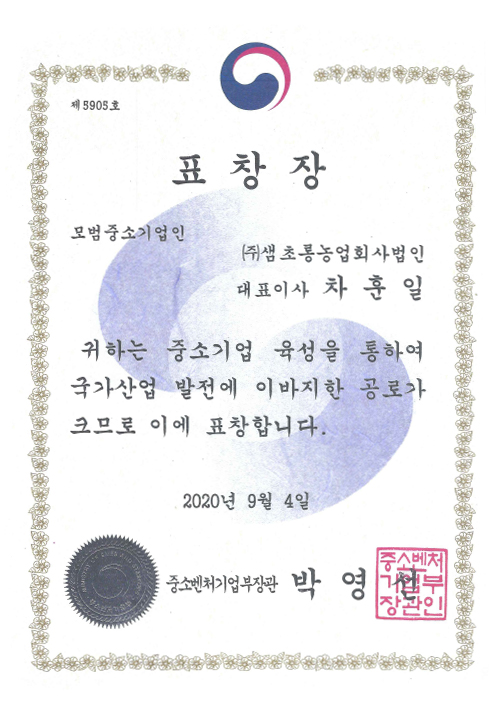 제 5905 호
표 창 장
모범중소기업인
(주)샘초롱농업회사법인
대표이사 차 훈 일
귀하는 중소기업 육성을 통하여
국가산업 발전에 이바지한 공로가
크므로 이에 표창합니다.
2020년 9월 4일
중소벤처기업부장관 박 영 선
중소벤처
기업부
장관인